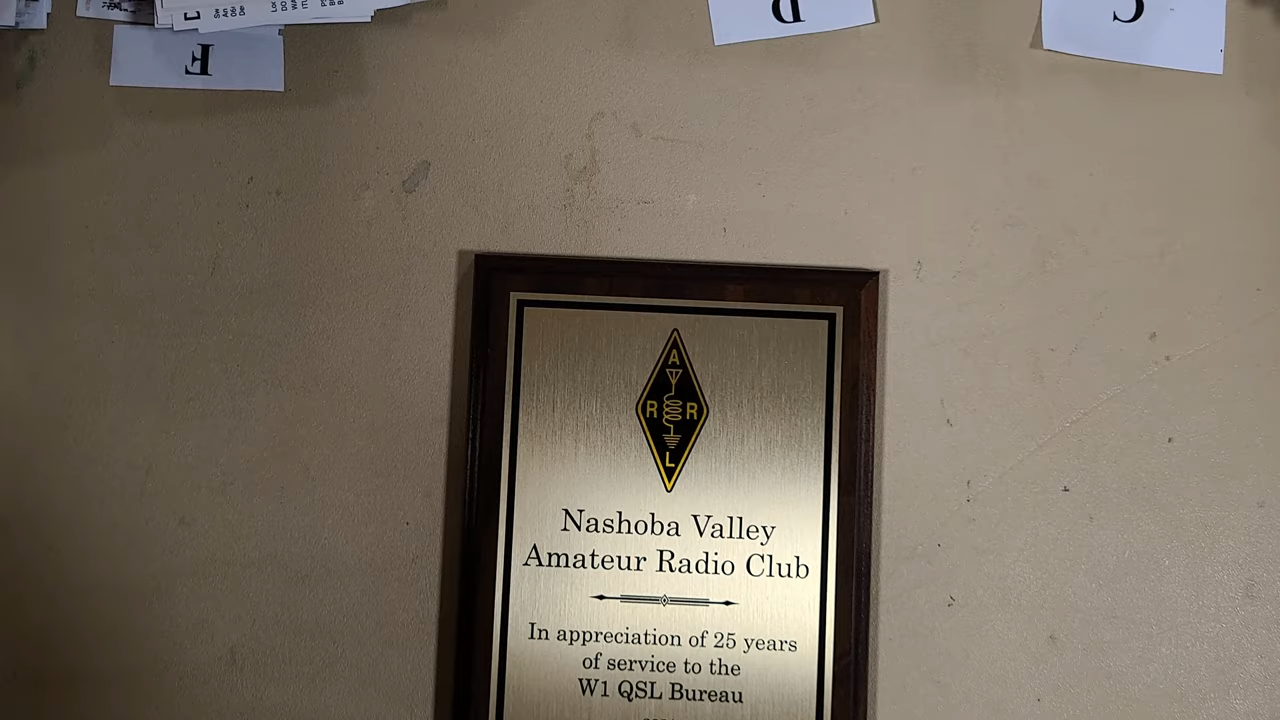 E
D
C
A
R R
L
Nashoba Valley
Amateur Radio Club
In appreciation of 25 years
of service to the
W1 QSL Bureau